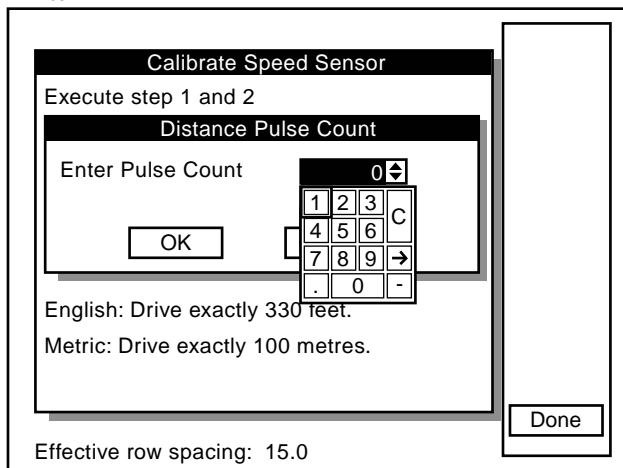 Calibrate Speed Sensor
Execute step 1 and 2
Distance Pulse Count
Enter Pulse Count 0
1 2 3 C
4 5 6
OK
7 8 9 →
. 0 -
English: Drive exactly 330 feet.
Metric: Drive exactly 100 metres.
Done
Effective row spacing: 15.0